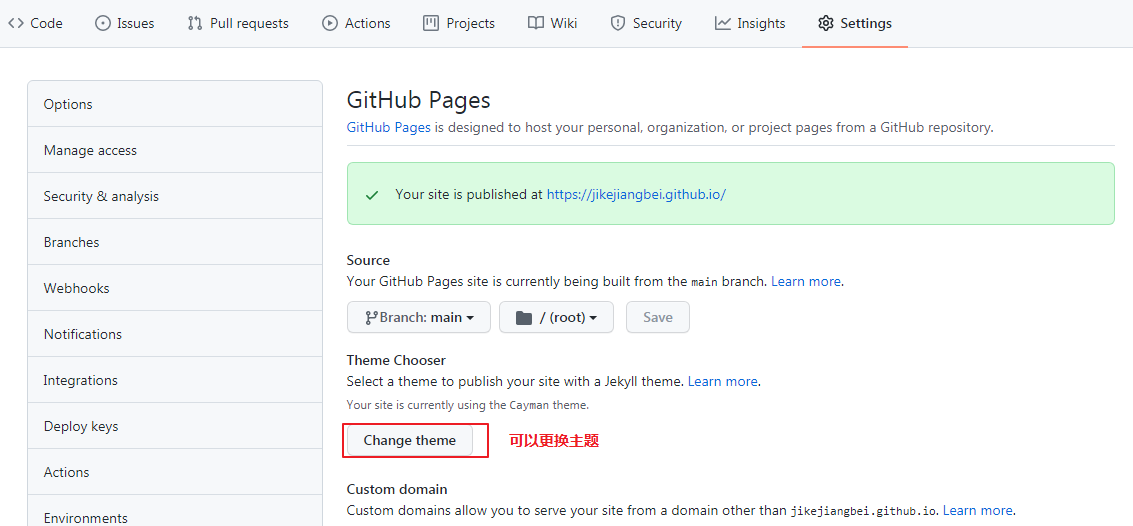 Code Issues Pull requests Actions Projects Wiki Security Insights Settings
Options
Manage access
Security & analysis
Branches
Webhooks
Notifications
Integrations
Deploy keys
Actions
Environments
GitHub Pages
GitHub Pages is designed to host your personal, organization, or project pages from a GitHub repository.
Your site is published at https://jikejiangbei.github.io/
Source
Your GitHub Pages site is currently being built from the main branch. Learn more.
Branch: main / (root) Save
Theme Chooser
Select a theme to publish your site with a Jekyll theme. Learn more.
Your site is currently using the Cayman theme.
Change theme 可以更换主题
Custom domain
Custom domains allow you to serve your site from a domain other than jikejiangbei.github.io. Learn more.